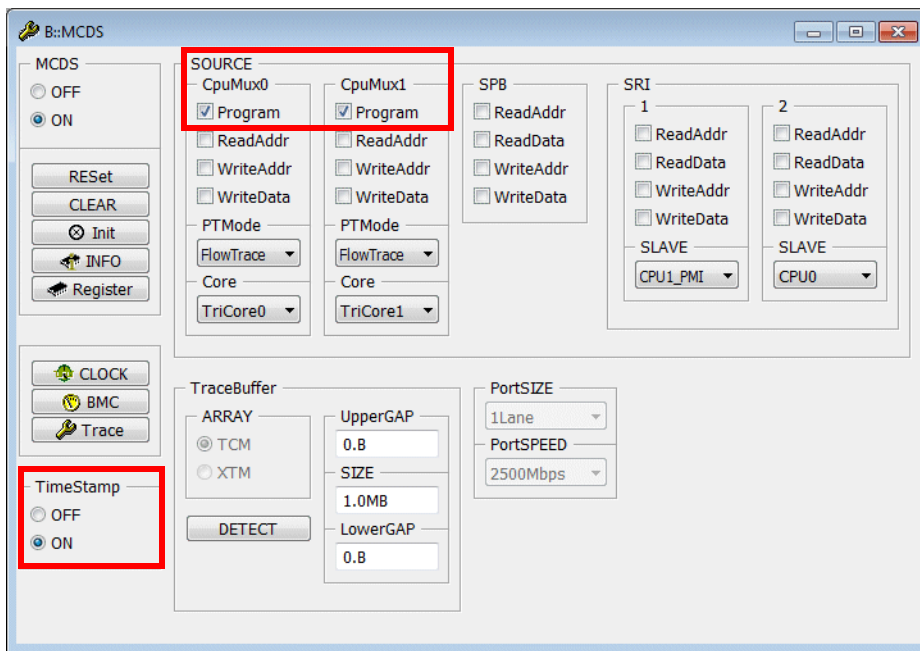 B::MCDS
MCDS
OFF
ON
RESet
CLEAR
Init
INFO
Register
CLOCK
BMC
Trace
TimeStamp
OFF
ON
SOURCE
CpuMux0
Program
ReadAddr
WriteAddr
WriteData
PTMode
FlowTrace
Core
TriCore0
CpuMux1
Program
ReadAddr
WriteAddr
WriteData
PTMode
FlowTrace
Core
TriCore1
SPB
ReadAddr
ReadData
WriteAddr
WriteData
SRI
1
ReadAddr
ReadData
WriteAddr
WriteData
SLAVE
CPU1_PMI
2
ReadAddr
ReadData
WriteAddr
WriteData
SLAVE
CPU0
TraceBuffer
ARRAY
TCM
XTM
DETECT
UpperGAP
0.B
SIZE
1.0MB
LowerGAP
0.B
PortSIZE
1Lane
PortSPEED
2500Mbps